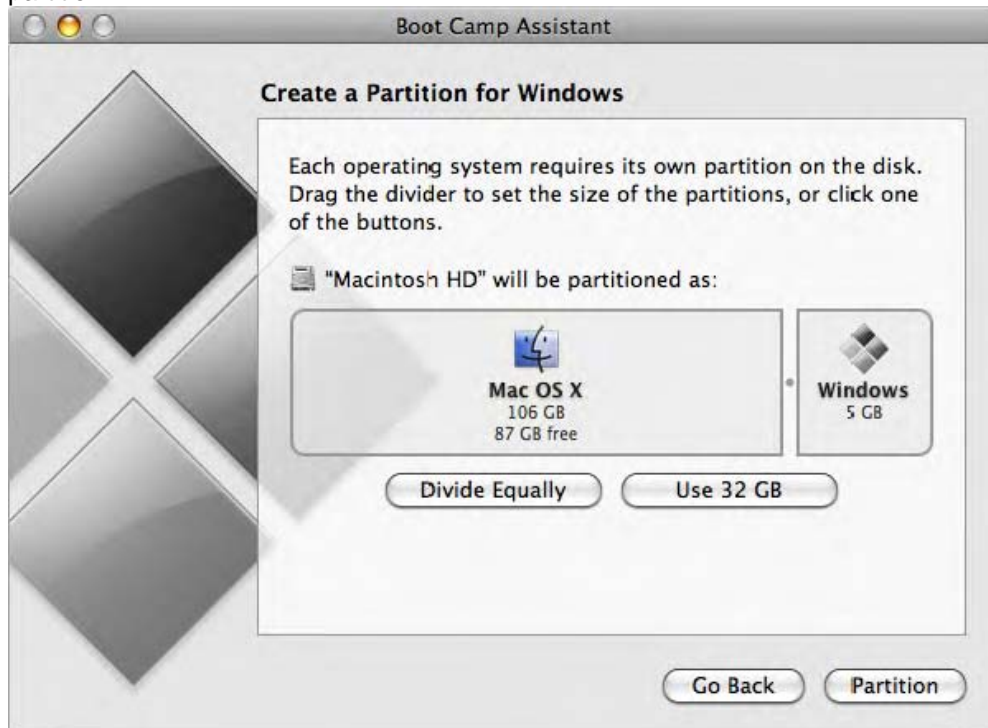 Boot Camp Assistant
Create a Partition for Windows
Each operating system requires its own partition on the disk.
Drag the divider to set the size of the partitions, or click one
of the buttons.
"Macintosh HD" will be partitioned as:
Mac OS X
106 GB
87 GB free
Windows
5 GB
Divide Equally
Use 32 GB
Go Back
Partition